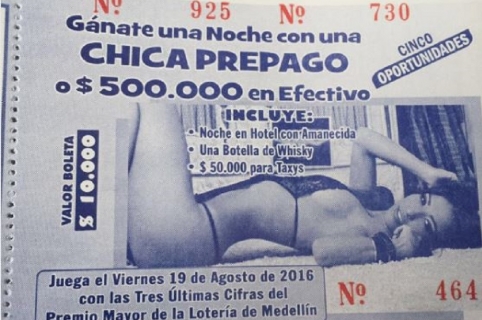 Nº 925 Nº 730
Gánate una Noche con una
CHICA PREPAGO
CINCO
OPORTUNIDADES
o $ 500.000 en Efectivo
INCLUYE:
• Noche en Hotel con Amanecida
• Una Botella de Whisky
• $ 50.000 para Taxys
VALOR BOLETA
$ 10.000
Juega el Viernes 19 de Agosto de 2016
con las Tres Últimas Cifras del
Premio Mayor de la Lotería de Medellín
Nº 464